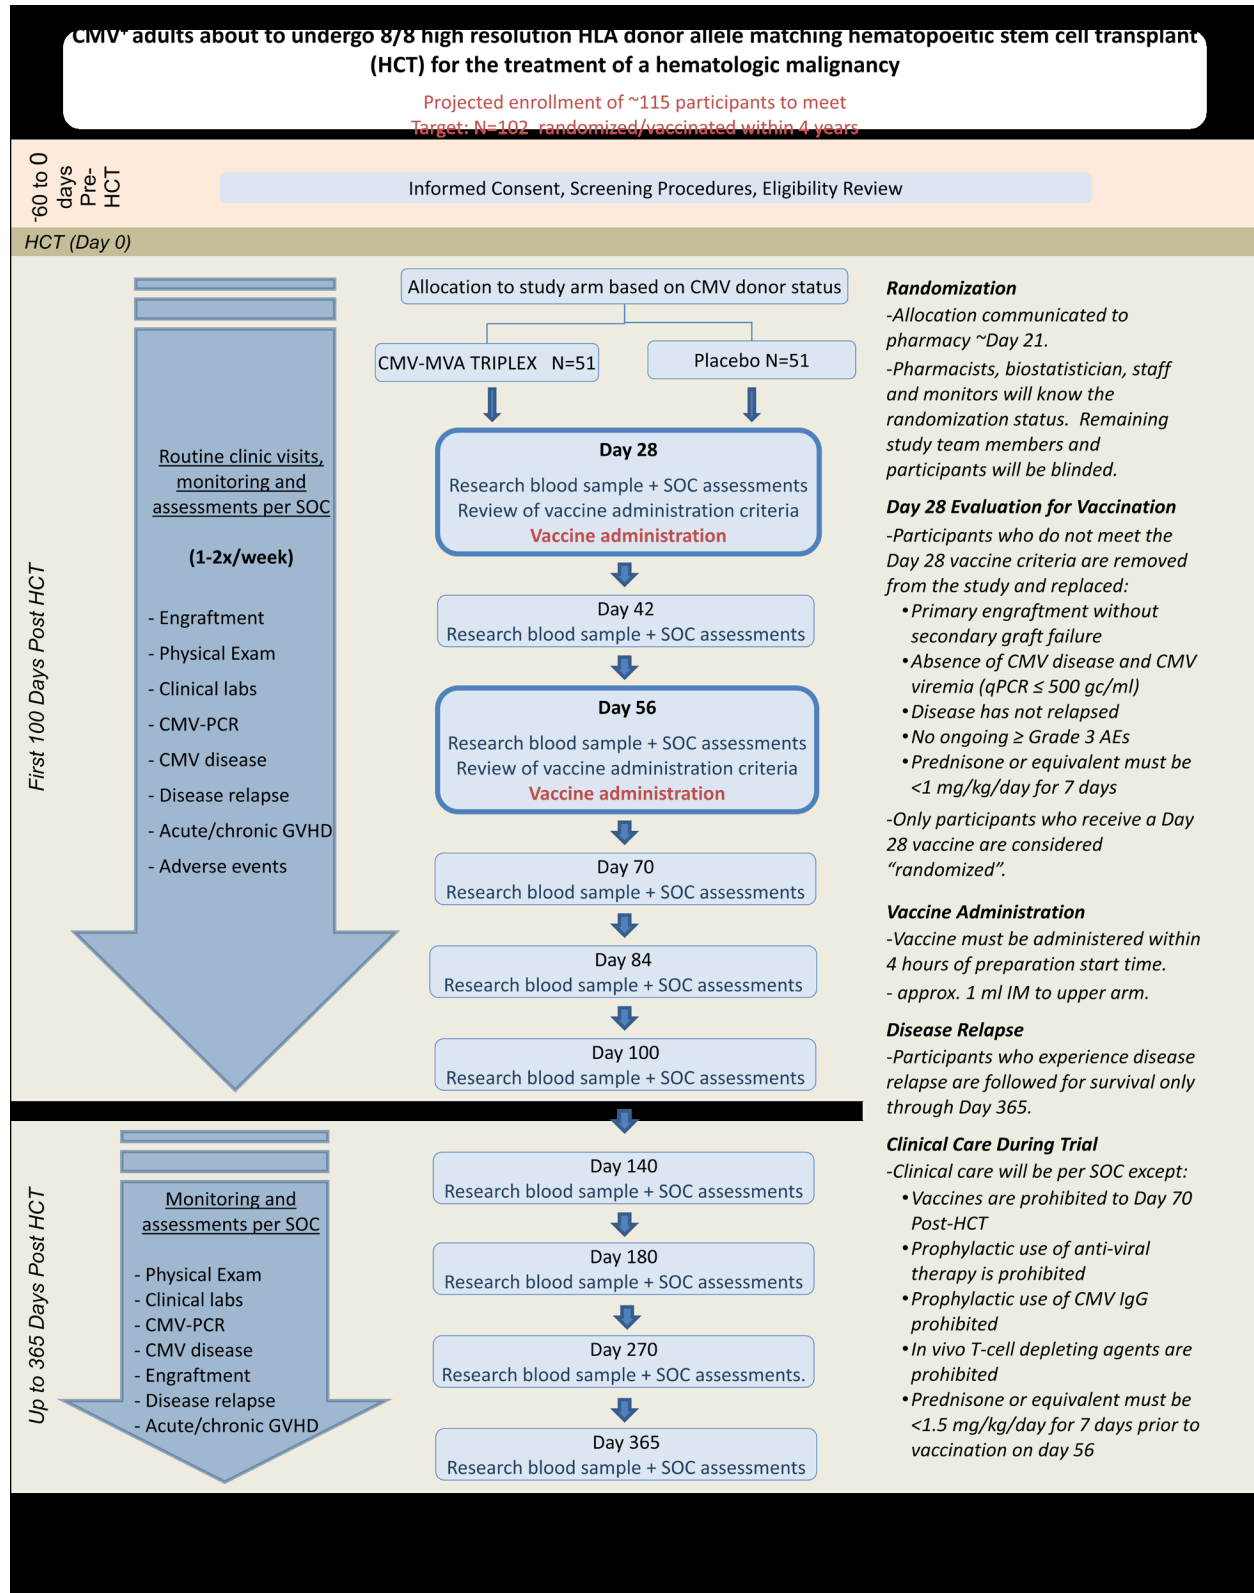 CMV⁺ adults about to undergo 8/8 high resolution HLA donor allele matching hematopoeitic stem cell transplant
(HCT) for the treatment of a hematologic malignancy
Projected enrollment of ~115 participants to meet
Target: N=102 randomized/vaccinated within 4 years
-60 to 0
days
Pre-
HCT
Informed Consent, Screening Procedures, Eligibility Review
HCT (Day 0)
First 100 Days Post HCT
Routine clinic visits,
monitoring and
assessments per SOC
(1-2x/week)
- Engraftment
- Physical Exam
- Clinical labs
- CMV-PCR
- CMV disease
- Disease relapse
- Acute/chronic GVHD
- Adverse events
Allocation to study arm based on CMV donor status
CMV-MVA TRIPLEX N=51
Placebo N=51
Day 28
Research blood sample + SOC assessments
Review of vaccine administration criteria
Vaccine administration
Day 42
Research blood sample + SOC assessments
Day 56
Research blood sample + SOC assessments
Review of vaccine administration criteria
Vaccine administration
Day 70
Research blood sample + SOC assessments
Day 84
Research blood sample + SOC assessments
Day 100
Research blood sample + SOC assessments
Up to 365 Days Post HCT
Monitoring and
assessments per SOC
- Physical Exam
- Clinical labs
- CMV-PCR
- CMV disease
- Engraftment
- Disease relapse
- Acute/chronic GVHD
Day 140
Research blood sample + SOC assessments
Day 180
Research blood sample + SOC assessments
Day 270
Research blood sample + SOC assessments.
Day 365
Research blood sample + SOC assessments
Randomization
-Allocation communicated to
pharmacy ~Day 21.
-Pharmacists, biostatistician, staff
and monitors will know the
randomization status. Remaining
study team members and
participants will be blinded.
Day 28 Evaluation for Vaccination
-Participants who do not meet the
Day 28 vaccine criteria are removed
from the study and replaced:
•Primary engraftment without
secondary graft failure
•Absence of CMV disease and CMV
viremia (qPCR ≤ 500 gc/ml)
•Disease has not relapsed
•No ongoing ≥ Grade 3 AEs
•Prednisone or equivalent must be
<1 mg/kg/day for 7 days
-Only participants who receive a Day
28 vaccine are considered
“randomized”.
Vaccine Administration
-Vaccine must be administered within
4 hours of preparation start time.
- approx. 1 ml IM to upper arm.
Disease Relapse
-Participants who experience disease
relapse are followed for survival only
through Day 365.
Clinical Care During Trial
-Clinical care will be per SOC except:
•Vaccines are prohibited to Day 70
Post-HCT
•Prophylactic use of anti-viral
therapy is prohibited
•Prophylactic use of CMV IgG
prohibited
•In vivo T-cell depleting agents are
prohibited
•Prednisone or equivalent must be
<1.5 mg/kg/day for 7 days prior to
vaccination on day 56